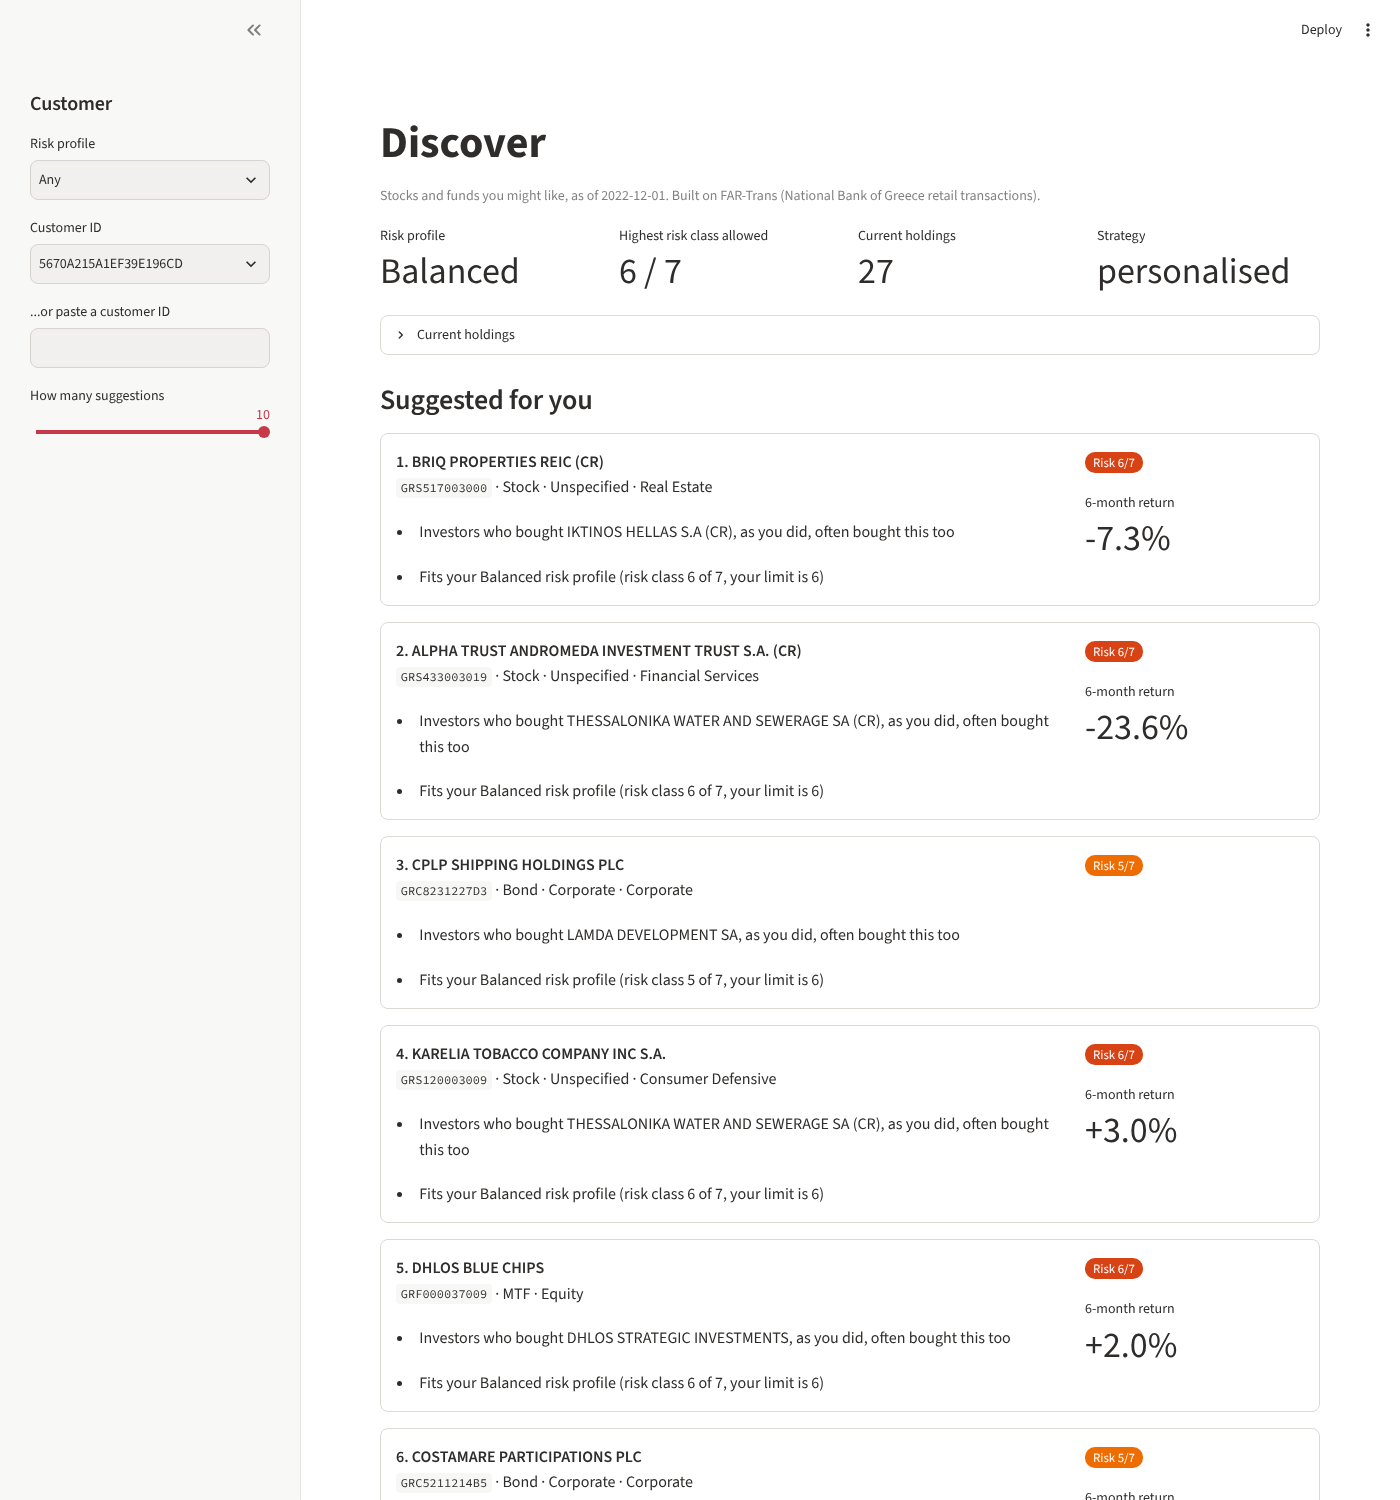 Deploy
Customer
Risk profile
Any
Customer ID
5670A215A1EF39E196CD
...or paste a customer ID
How many suggestions
10
Discover
Stocks and funds you might like, as of 2022-12-01. Built on FAR-Trans (National Bank of Greece retail transactions).
Risk profile
Balanced
Highest risk class allowed
6 / 7
Current holdings
27
Strategy
personalised
Current holdings
Suggested for you
1. BRIQ PROPERTIES REIC (CR)
GRS517003000 · Stock · Unspecified · Real Estate
Investors who bought IKTINOS HELLAS S.A (CR), as you did, often bought this too
Fits your Balanced risk profile (risk class 6 of 7, your limit is 6)
Risk 6/7
6-month return
-7.3%
2. ALPHA TRUST ANDROMEDA INVESTMENT TRUST S.A. (CR)
GRS433003019 · Stock · Unspecified · Financial Services
Investors who bought THESSALONIKA WATER AND SEWERAGE SA (CR), as you did, often bought
this too
Fits your Balanced risk profile (risk class 6 of 7, your limit is 6)
Risk 6/7
6-month return
-23.6%
3. CPLP SHIPPING HOLDINGS PLC
GRC8231227D3 · Bond · Corporate · Corporate
Investors who bought LAMDA DEVELOPMENT SA, as you did, often bought this too
Fits your Balanced risk profile (risk class 5 of 7, your limit is 6)
Risk 5/7
4. KARELIA TOBACCO COMPANY INC S.A.
GRS120003009 · Stock · Unspecified · Consumer Defensive
Investors who bought THESSALONIKA WATER AND SEWERAGE SA (CR), as you did, often bought
this too
Fits your Balanced risk profile (risk class 6 of 7, your limit is 6)
Risk 6/7
6-month return
+3.0%
5. DHLOS BLUE CHIPS
GRF000037009 · MTF · Equity
Investors who bought DHLOS STRATEGIC INVESTMENTS, as you did, often bought this too
Fits your Balanced risk profile (risk class 6 of 7, your limit is 6)
Risk 6/7
6-month return
+2.0%
6. COSTAMARE PARTICIPATIONS PLC
GRC5211214B5 · Bond · Corporate · Corporate
Risk 5/7
6-month return